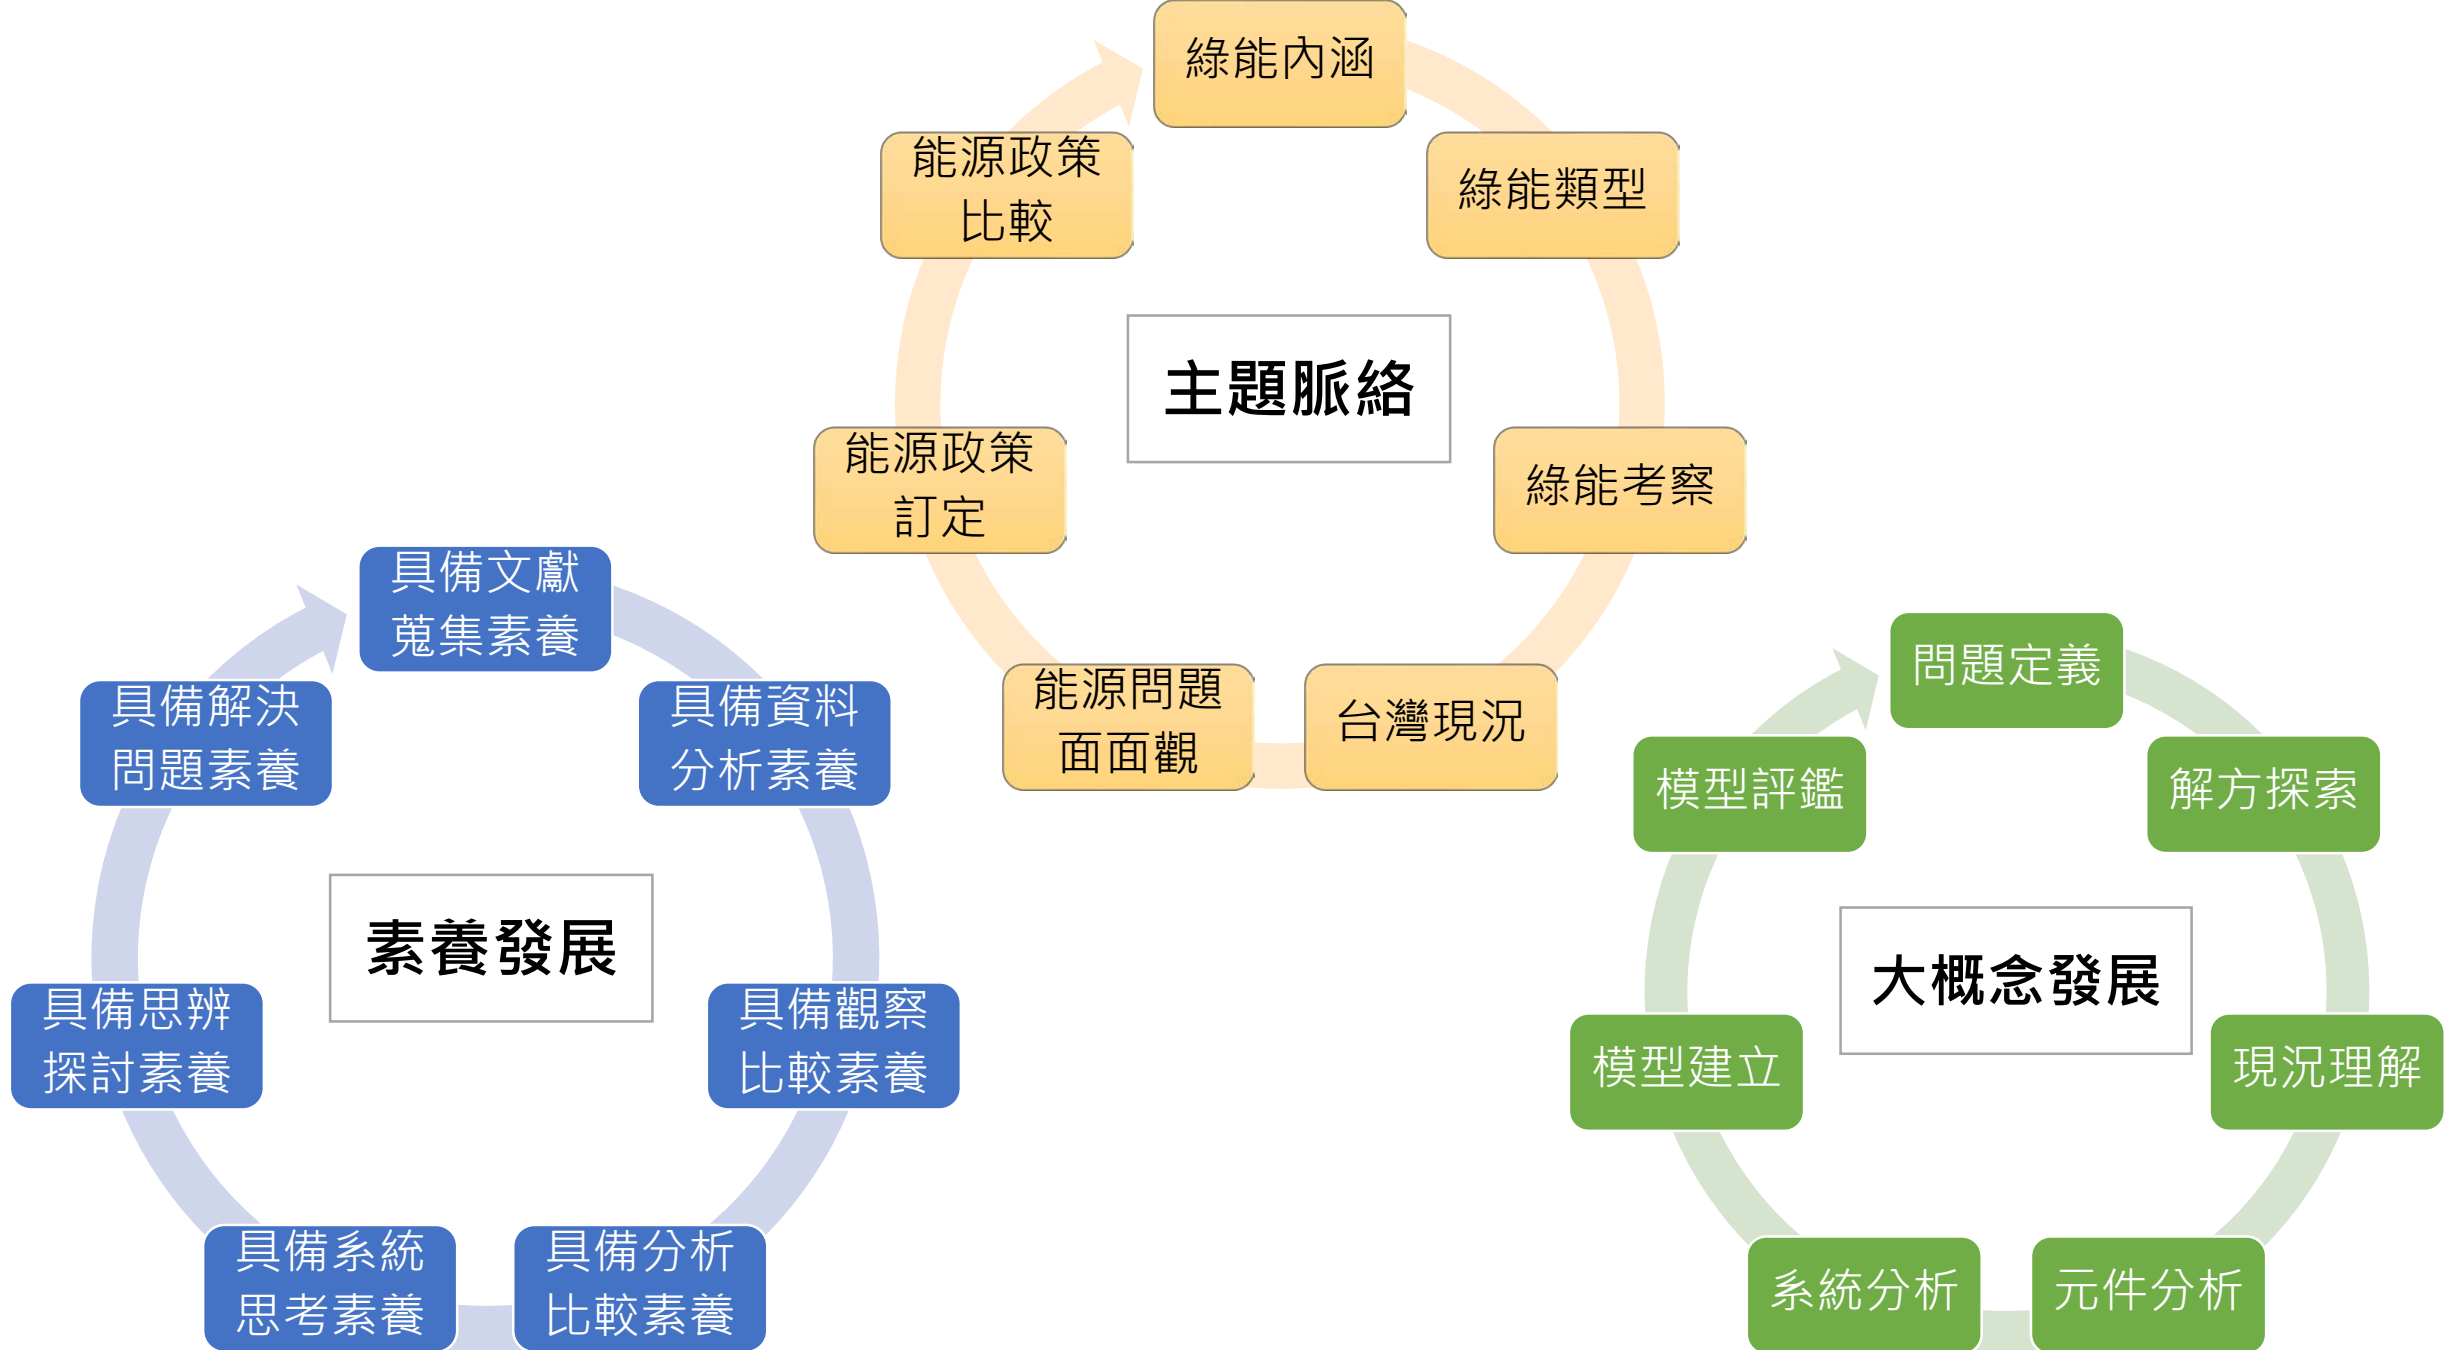 綠能內涵
綠能類型
綠能考察
台灣現況
能源問題
面面觀
能源政策
訂定
能源政策
比較
主題脈絡
具備文獻
蒐集素養
具備資料
分析素養
具備觀察
比較素養
具備分析
比較素養
具備系統
思考素養
具備思辨
探討素養
具備解決
問題素養
素養發展
問題定義
解方探索
現況理解
元件分析
系統分析
模型建立
模型評鑑
大概念發展